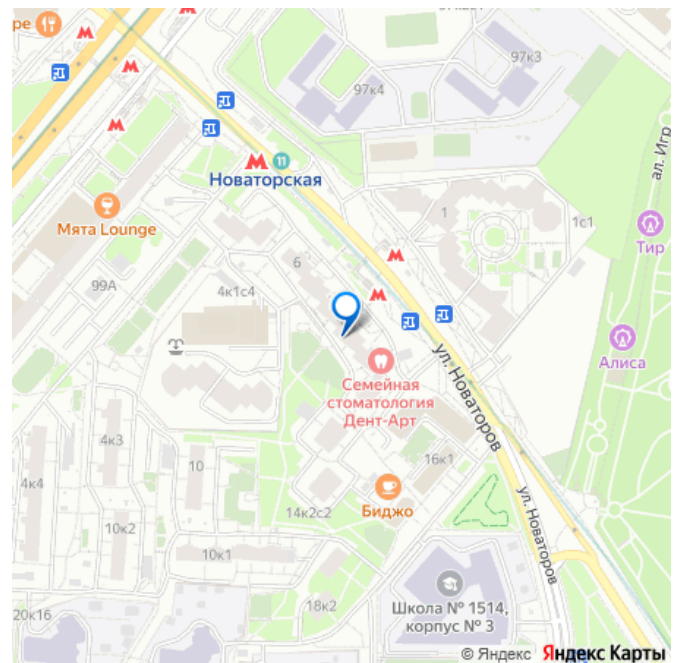 ре
97к3
97к4
ал. Игр
11
Новаторская
Мята Lounge
1
1с1
Тир
6
99А
4к1с4
Алиса
ул. Новаторов
Семейная
стоматология
Дент-Арт
4к3
10
16к1
4к4
Биджо
ул. Новаторов
14к2с2
10к2
10к1
18к2
Школа № 1514,
корпус № 3
20к16
© Яндекс Яндекс Карты